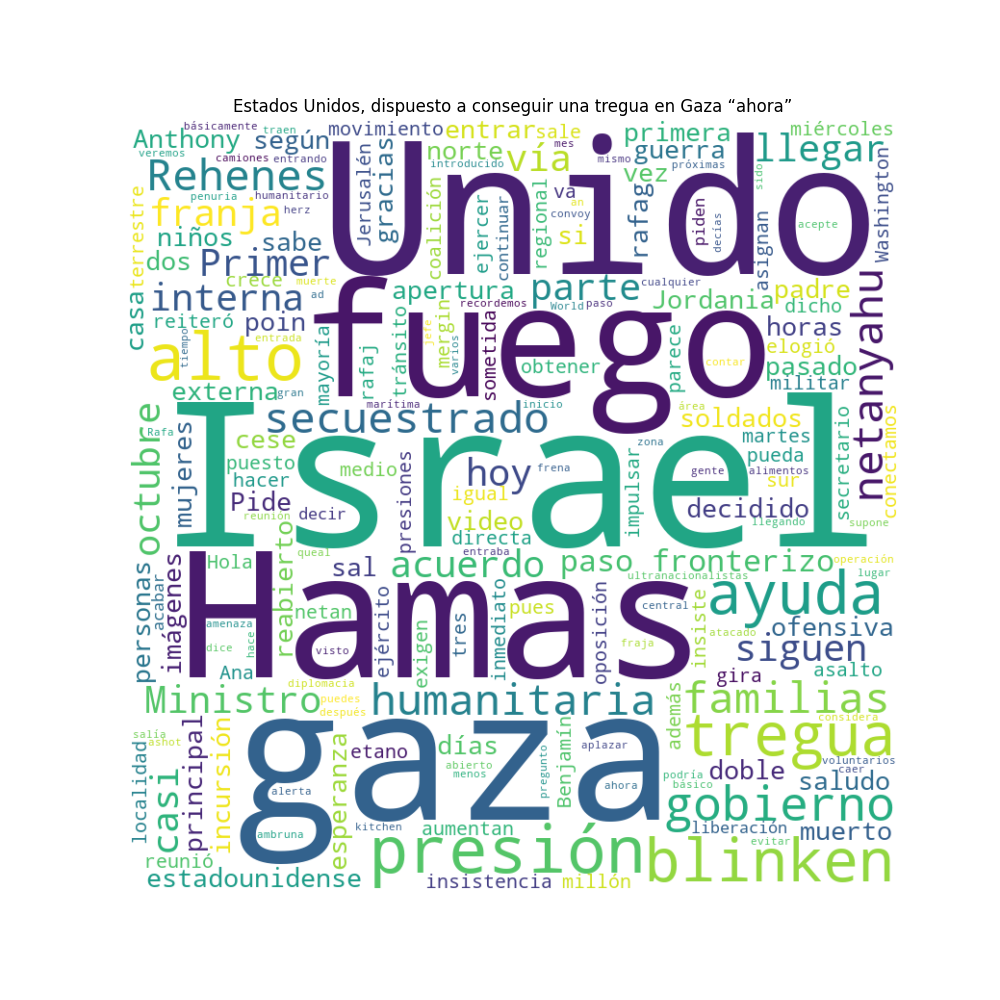 Estados Unidos, dispuesto a conseguir una tregua en Gaza “ahora”
básicamente
traen
movimiento
entrar
sale
primera
miércoles
Anthony
según
mes
llegar
veremos
camiones
entrando
introducido
norte
vía
mismo
guerra
próximas
Rehenes
Jerusalén
gracias
Unido
vez
sido
Washington
penuria
humanitario
va
an
franja
herz
coalición
ejercer
continuar
regional
convoy
si
rafag
piden
decías
asignan
acepte
terrestre
niños
sabe
dos
Primer
crece
muerte
apertura
parte
cualquier
padre
casa
interna
ad
recordemos
World
paso
Jordania
dicho
netanyahu
reiteró
poin
fuego
horas
alto
tiempo
entrada
mayoría
rafaj
tránsito
jefe
mergin
varios
sometida
obtener
parece
contar
elogió
pasado
externa
gran
militar
octubre
Rafa
mujeres
secuestrado
marítima
inicio
área
soldados
secretario
conectamos
cese
Israel
zona
martes
puesto
medio
presiones
hoy
frena
impulsar
gente
alimentos
pueda
hacer
sur
Pide
igual
decidido
reunión
decir
video
llegando
supone
directa
queal
entraba
personas
imágenes
Hola
reabierto
sal
acuerdo
paso fronterizo
operación
acabar
ultranacionalistas
lugar
netan
ejército
exigen
tres
inmediato
pues
oposición
central
insiste
ayuda
amenaza
Hamas
atacado
ofensiva
hace
dice
visto
fraja
siguen
Ana
gira
asalto
diplomacia
Ministro
puedes
después
humanitaria
además
familias
considera
salía
ashot
localidad
casi
principal
incursión
gaza
esperanza
etano
días
abierto
menos
pregunto
Benjamín
aplazar
tregua
voluntarios
doble
caer
podría
básico
saludo
alerta
ahora
gobierno
ambruna
kitchen
aumentan
liberación
muerto
reunió
presión
evitar
blinken
estadounidense
insistencia
millón